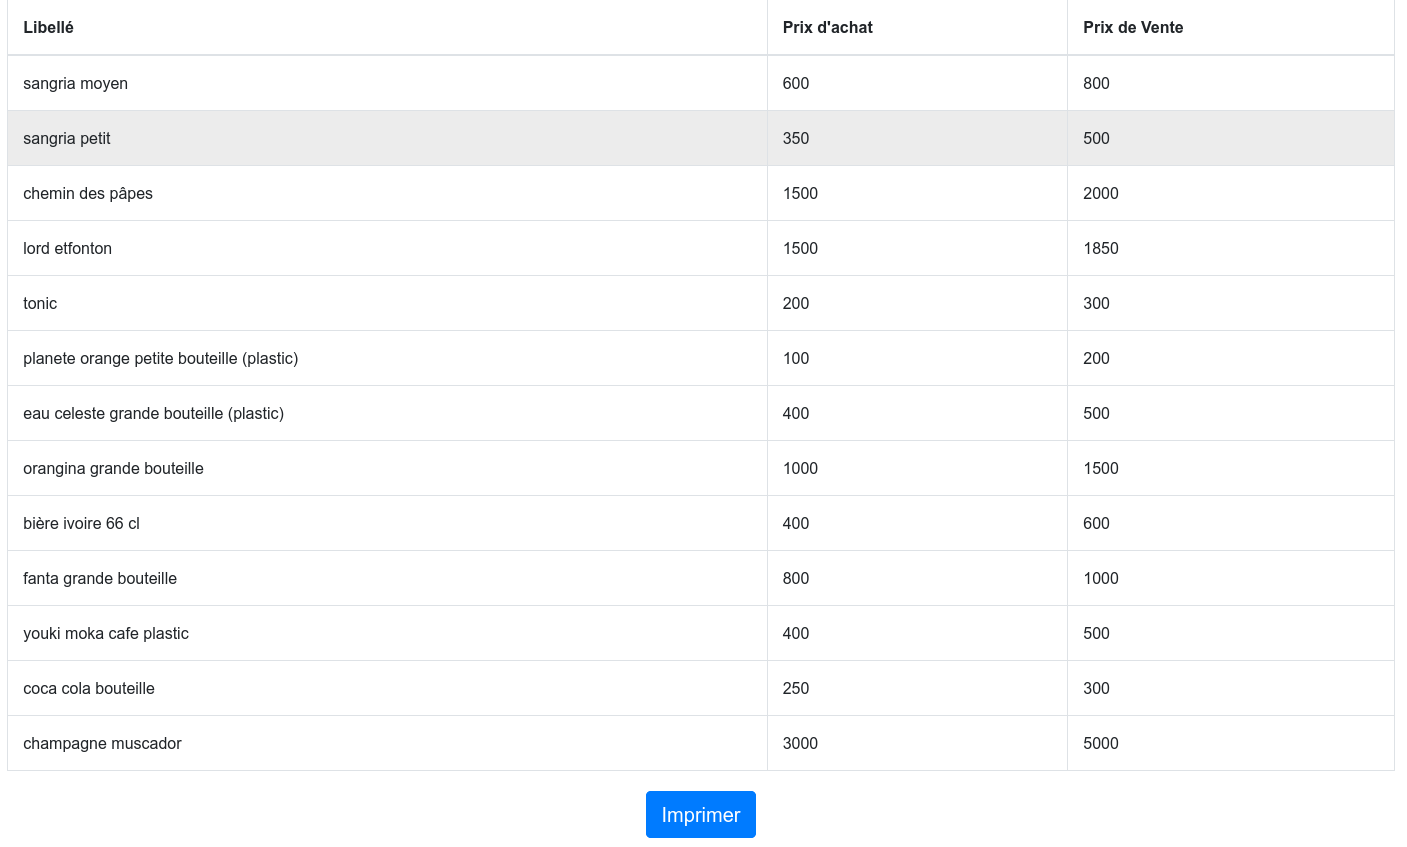 Libellé Prix d'achat Prix de Vente
sangria moyen 600 800
sangria petit 350 500
chemin des pâpes 1500 2000
lord etfonton 1500 1850
tonic 200 300
planete orange petite bouteille (plastic) 100 200
eau celeste grande bouteille (plastic) 400 500
orangina grande bouteille 1000 1500
bière ivoire 66 cl 400 600
fanta grande bouteille 800 1000
youki moka cafe plastic 400 500
coca cola bouteille 250 300
champagne muscador 3000 5000
Imprimer